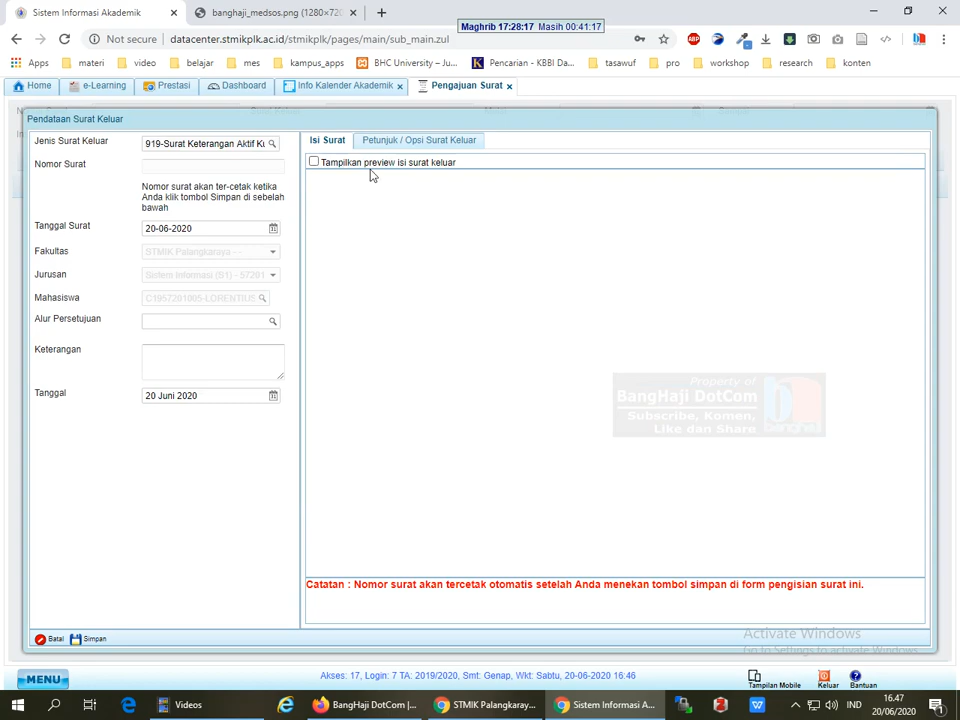 Sistem Informasi Akademik
banghaji_medsos.png (1280×720)
Maghrib 17:28:17 Masih 00:41:17
Not secure
datacenter.stmikplk.ac.id/stmikplk/pages/main/sub_main.zul
ABP
Apps materi video belajar mes kampus_apps BHC University – Ju... Pencarian - KBBI Da... tasawuf pro workshop research konten
Home e-Learning Prestasi Dashboard Info Kalender Akademik Pengajuan Surat
Pendataan Surat Keluar
Jenis Surat Keluar 919-Surat Keterangan Aktif Ku
Nomor Surat
Nomor surat akan ter-cetak ketika
Anda klik tombol Simpan di sebelah
bawah
Tanggal Surat 20-06-2020
Fakultas STMIK Palangkaraya - -
Jurusan Sistem Informasi (S1) - 57201
Mahasiswa C1957201005-LORENTIUS
Alur Persetujuan
Keterangan
Tanggal 20 Juni 2020
Isi Surat Petunjuk / Opsi Surat Keluar
Tampilkan preview isi surat keluar
Property of
BangHaji DotCom
Subscribe, Komen,
Like dan Share
banghaji
Catatan : Nomor surat akan tercetak otomatis setelah Anda menekan tombol simpan di form pengisian surat ini.
Batal Simpan
Activate Windows
Go to Settings to activate Windows.
MENU
Akses: 17, Login: 7 TA: 2019/2020, Smt: Genap, Wkt: Sabtu, 20-06-2020 16:46
Tampilan Mobile Keluar Bantuan
Videos
BangHaji DotCom |...
STMIK Palangkaray...
Sistem Informasi A...
IND
16.47
20/06/2020